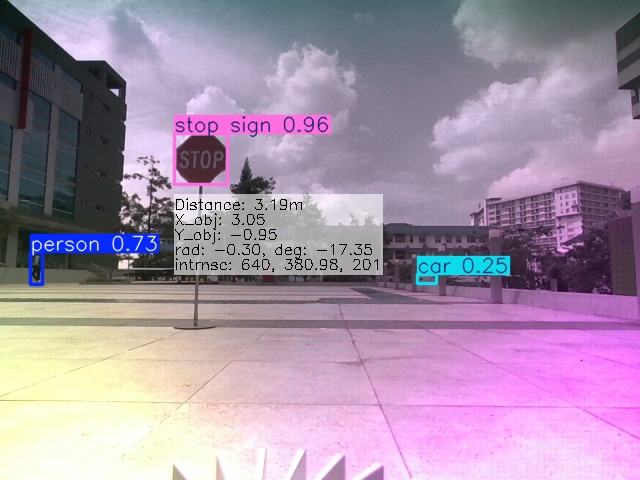 stop sign 0.96
STOP
Distance: 3.19m
X_obj: 3.05
Y_obj: -0.95
rad: -0.30, deg: -17.35
intrnsc: 640, 380.98, 201
person 0.73
car 0.25